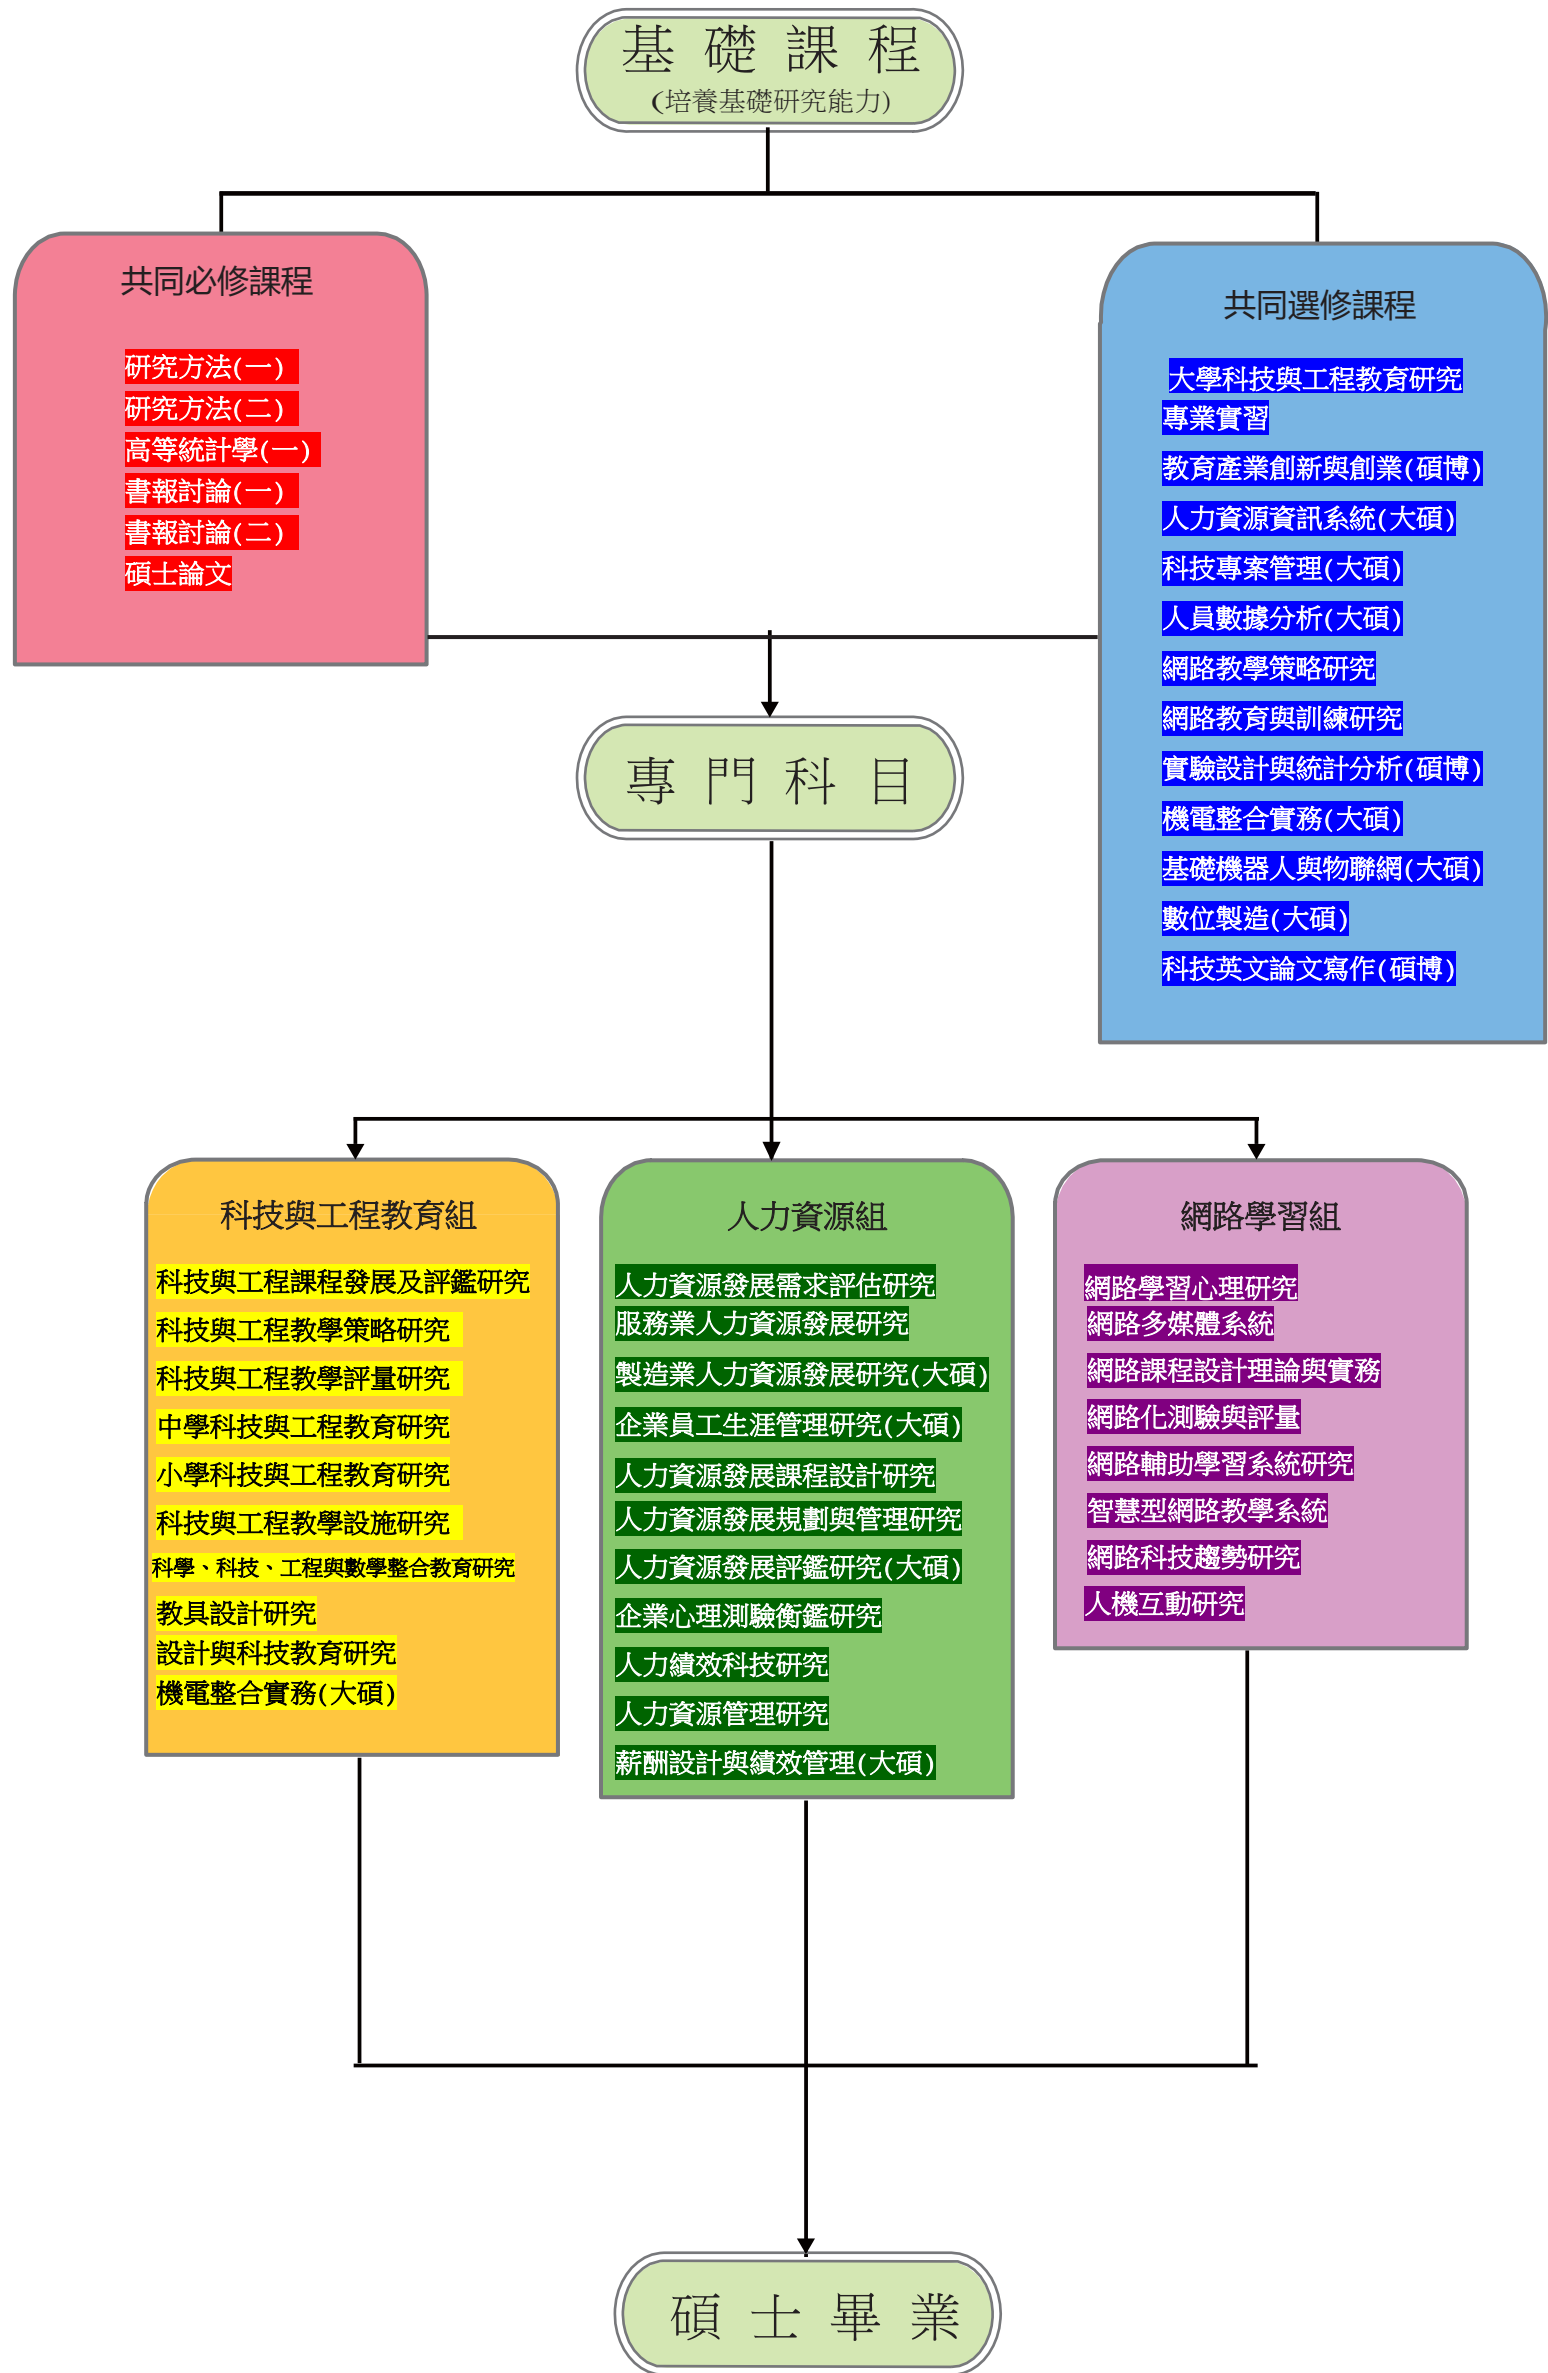 基礎課程
(培養基礎研究能力)
共同必修課程
研究方法(一)
研究方法(二)
高等統計學(一)
書報討論(一)
書報討論(二)
碩士論文
共同選修課程
大學科技與工程教育研究
專業實習
教育產業創新與創業(碩博)
人力資源資訊系統(大碩)
科技專案管理(大碩)
人員數據分析(大碩)
網路教學策略研究
網路教育與訓練研究
實驗設計與統計分析(碩博)
機電整合實務(大碩)
基礎機器人與物聯網(大碩)
數位製造(大碩)
科技英文論文寫作(碩博)
專門科目
科技與工程教育組
科技與工程課程發展及評鑑研究
科技與工程教學策略研究
科技與工程教學評量研究
中學科技與工程教育研究
小學科技與工程教育研究
科技與工程教學設施研究
科學、科技、工程與數學整合教育研究
教具設計研究
設計與科技教育研究
機電整合實務(大碩)
人力資源組
人力資源發展需求評估研究
服務業人力資源發展研究
製造業人力資源發展研究(大碩)
企業員工生涯管理研究(大碩)
人力資源發展課程設計研究
人力資源發展規劃與管理研究
人力資源發展評鑑研究(大碩)
企業心理測驗衡鑑研究
人力績效科技研究
人力資源管理研究
薪酬設計與績效管理(大碩)
網路學習組
網路學習心理研究
網路多媒體系統
網路課程設計理論與實務
網路化測驗與評量
網路輔助學習系統研究
智慧型網路教學系統
網路科技趨勢研究
人機互動研究
碩士畢業